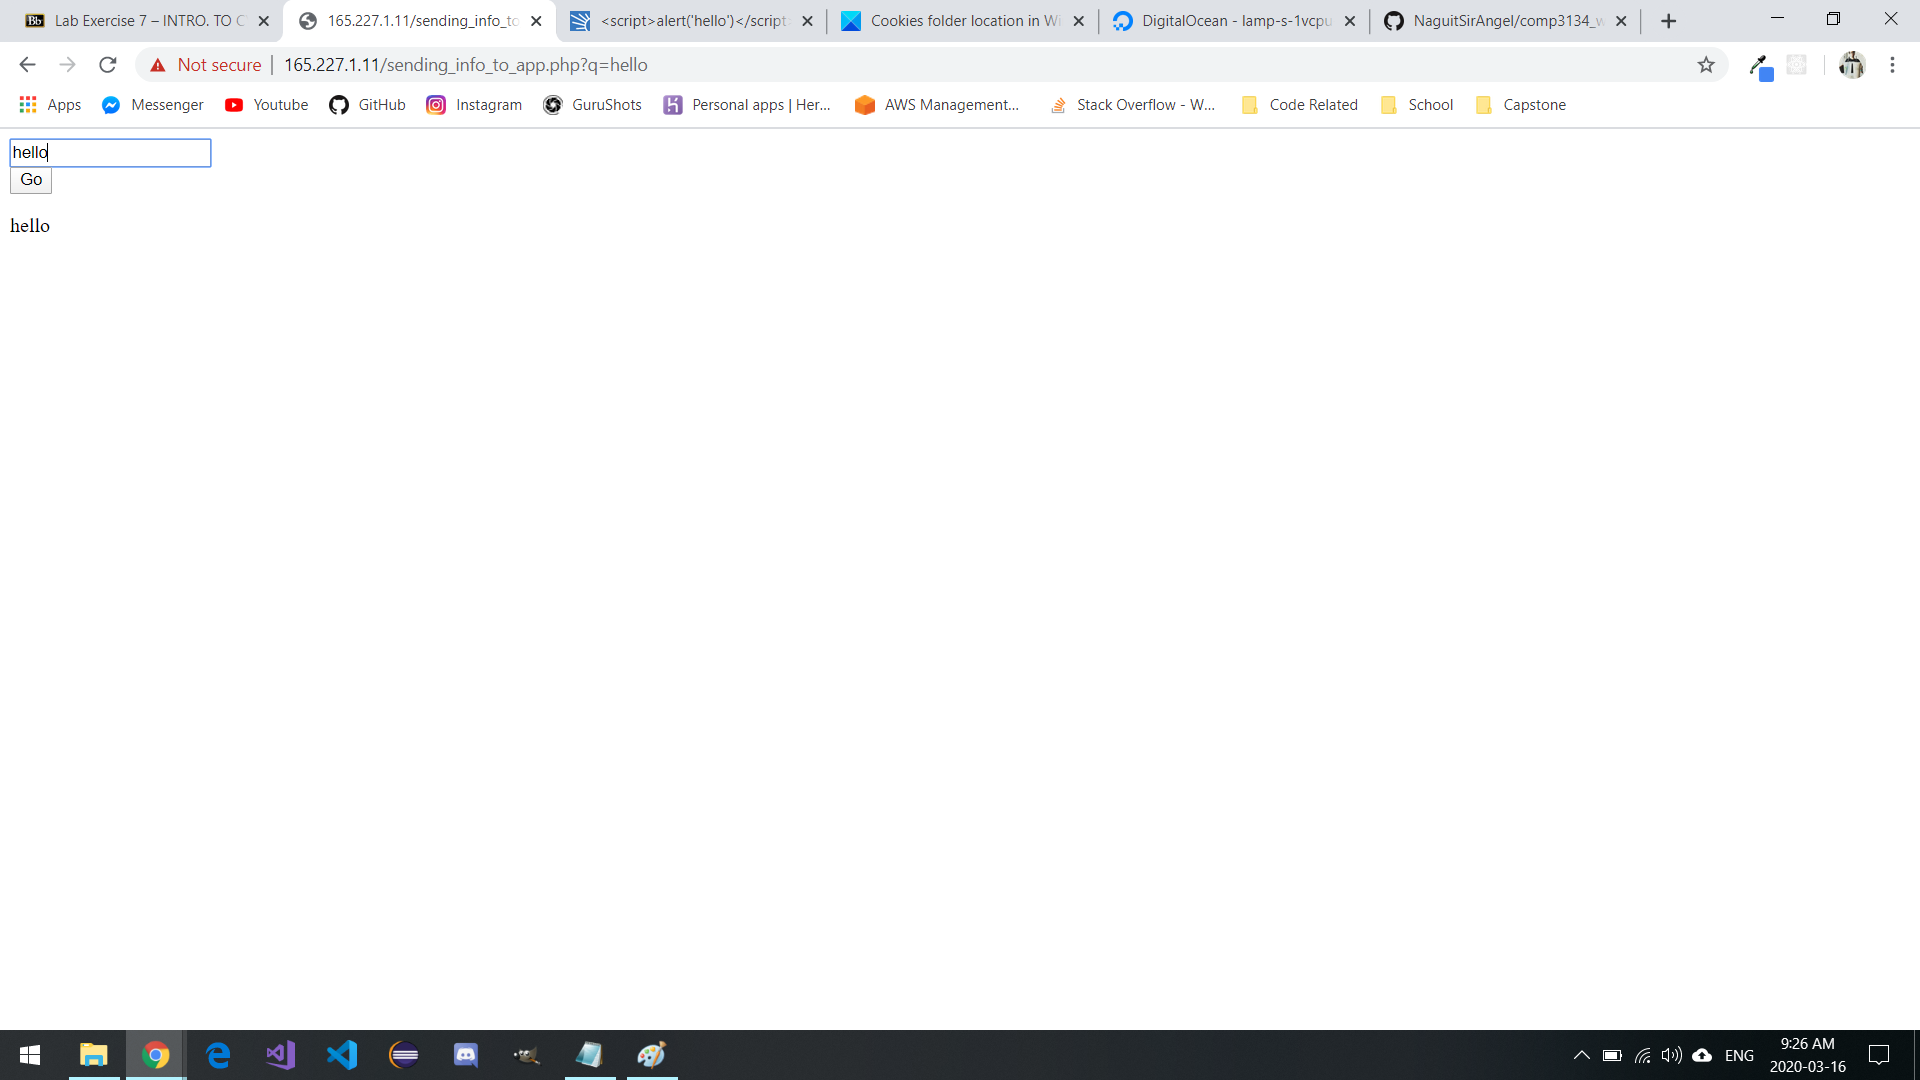 Bb Lab Exercise 7 – INTRO. TO C
165.227.1.11/sending_info_to
<script>alert('hello')</script>
Cookies folder location in Wi
DigitalOcean - lamp-s-1vcpu
NaguitSirAngel/comp3134_w
Not secure | 165.227.1.11/sending_info_to_app.php?q=hello
Apps Messenger Youtube GitHub Instagram GuruShots Personal apps | Her... AWS Management... Stack Overflow - W... Code Related School Capstone
hello
Go
hello
ENG
9:26 AM
2020-03-16